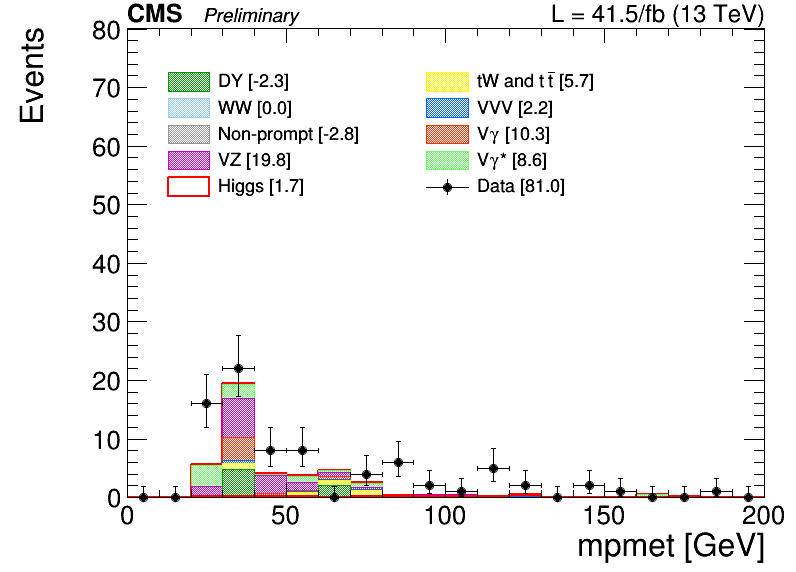 CMS Preliminary L = 41.5/fb (13 TeV)
Events
80
70
60
50
40
30
20
10
0
DY [-2.3]
WW [0.0]
Non-prompt [-2.8]
VZ [19.8]
Higgs [1.7]
tW and tt̄ [5.7]
VVV [2.2]
Vγ [10.3]
Vγ* [8.6]
Data [81.0]
0 50 100 150 200
mpmet [GeV]